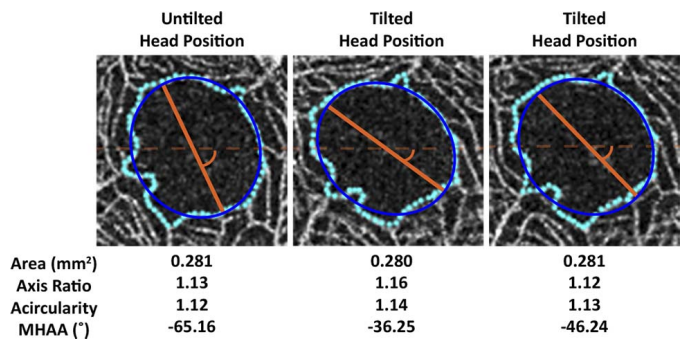 Untilted Tilted Tilted
Head Position Head Position Head Position
Area (mm²) 0.281 0.280 0.281
Axis Ratio 1.13 1.16 1.12
Acircularity 1.12 1.14 1.13
MHAA (˚) -65.16 -36.25 -46.24